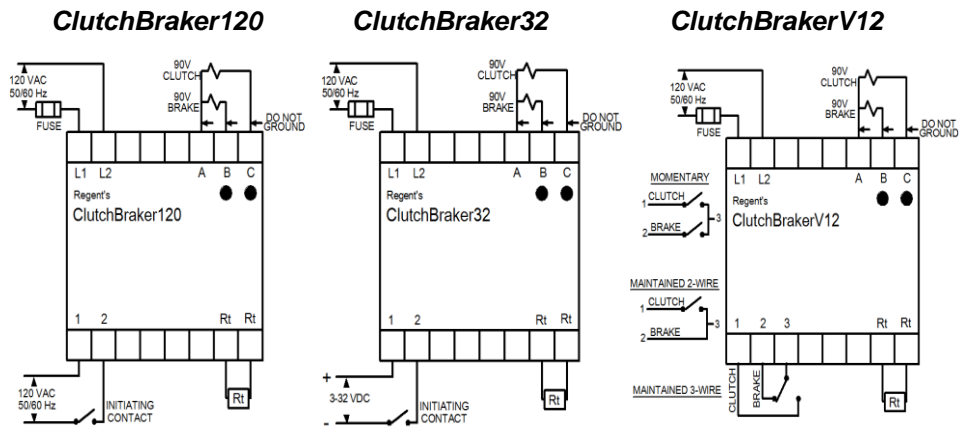 ClutchBraker120
120 VAC
50/60 Hz
FUSE
90V
CLUTCH
90V
BRAKE
DO NOT
GROUND
L1 L2 A B C
Regent's
ClutchBraker120
1 2 Rt Rt
120 VAC
50/60 Hz
INITIATING
CONTACT
Rt
ClutchBraker32
120 VAC
50/60 Hz
FUSE
90V
CLUTCH
90V
BRAKE
DO NOT
GROUND
L1 L2 A B C
Regent's
ClutchBraker32
1 2 Rt Rt
+
3-32 VDC
-
INITIATING
CONTACT
Rt
ClutchBrakerV12
120 VAC
50/60 Hz
FUSE
90V
CLUTCH
90V
BRAKE
DO NOT
GROUND
L1 L2 A B C
Regent's
ClutchBrakerV12
MOMENTARY
1 CLUTCH
3
2 BRAKE
MAINTAINED 2-WIRE
1 CLUTCH
3
2 BRAKE
1 2 3 Rt Rt
MAINTAINED 3-WIRE
CLUTCH
BRAKE
Rt